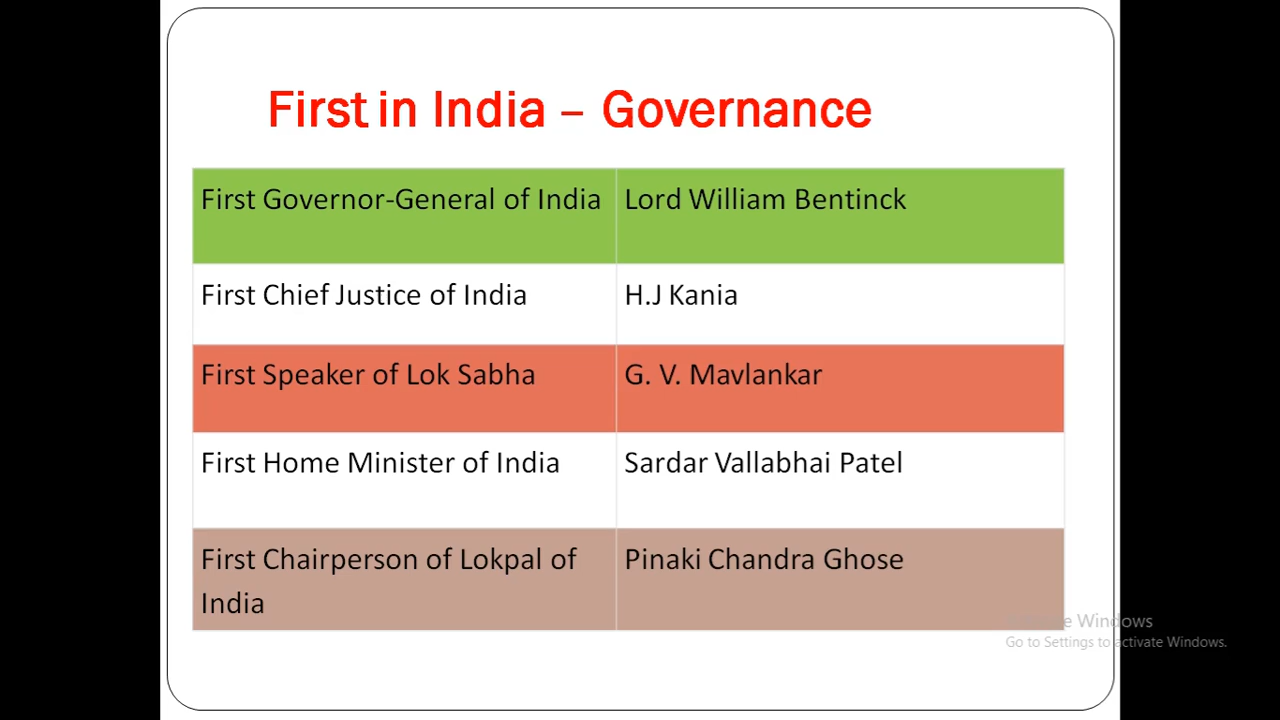 First in India – Governance
First Governor-General of India
Lord William Bentinck
First Chief Justice of India
H.J Kania
First Speaker of Lok Sabha
G. V. Mavlankar
First Home Minister of India
Sardar Vallabhai Patel
First Chairperson of Lokpal of
India
Pinaki Chandra Ghose
Windows
Go to Settings to activate Windows.